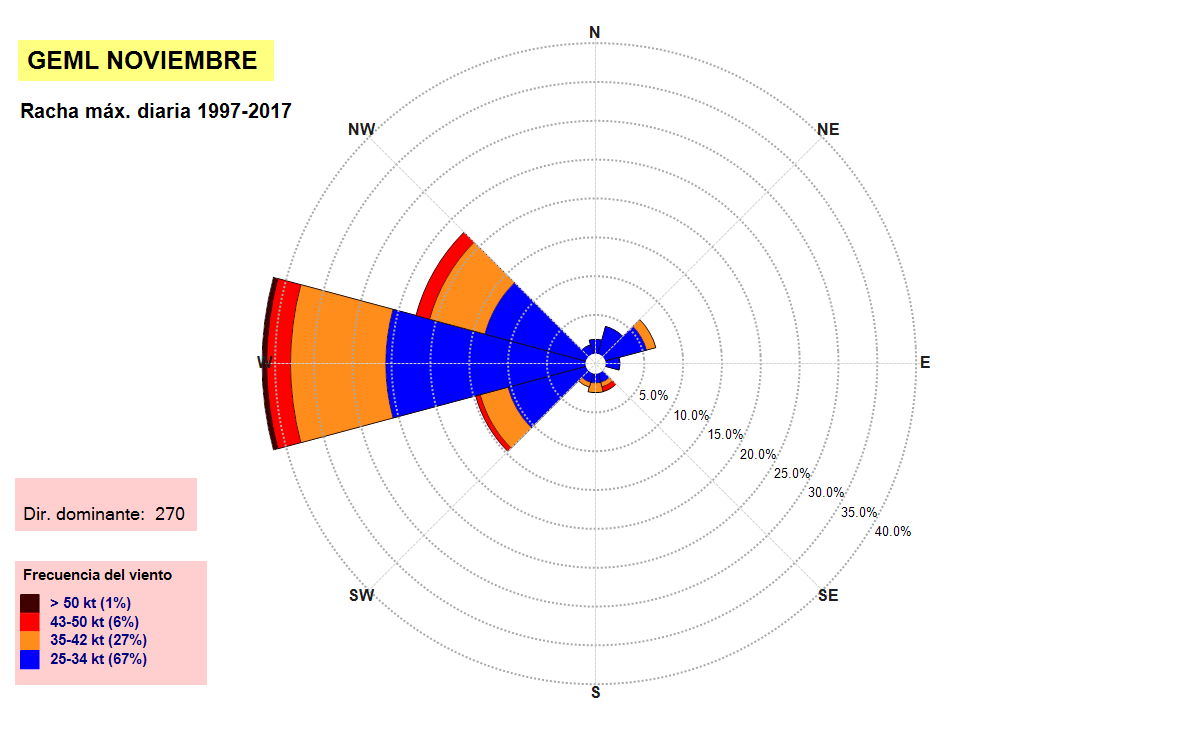 N
GEML NOVIEMBRE
Racha máx. diaria 1997-2017
NW
NE
W
E
5.0%
10.0%
15.0%
20.0%
25.0%
30.0%
35.0%
40.0%
Dir. dominante: 270
Frecuencia del viento
> 50 kt (1%)
43-50 kt (6%)
35-42 kt (27%)
25-34 kt (67%)
SW
SE
S